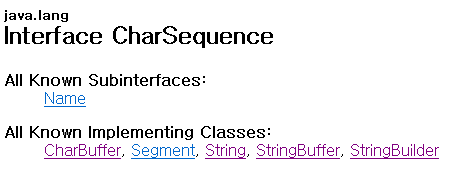 java.lang
Interface CharSequence
All Known Subinterfaces:
Name
All Known Implementing Classes:
CharBuffer, Segment, String, StringBuffer, StringBuilder